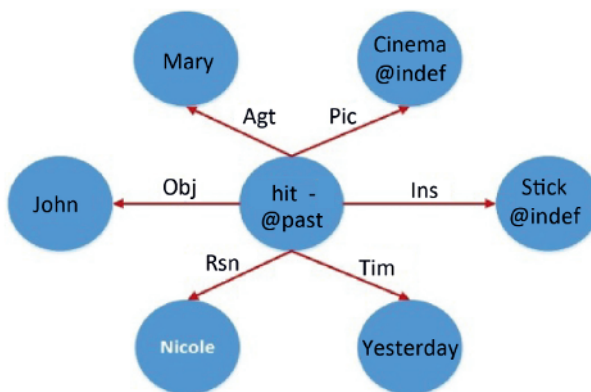 Mary
Cinema
@indef
Agt
Pic
John
Obj
hit -
@past
Ins
Stick
@indef
Rsn
Tim
Nicole
Yesterday